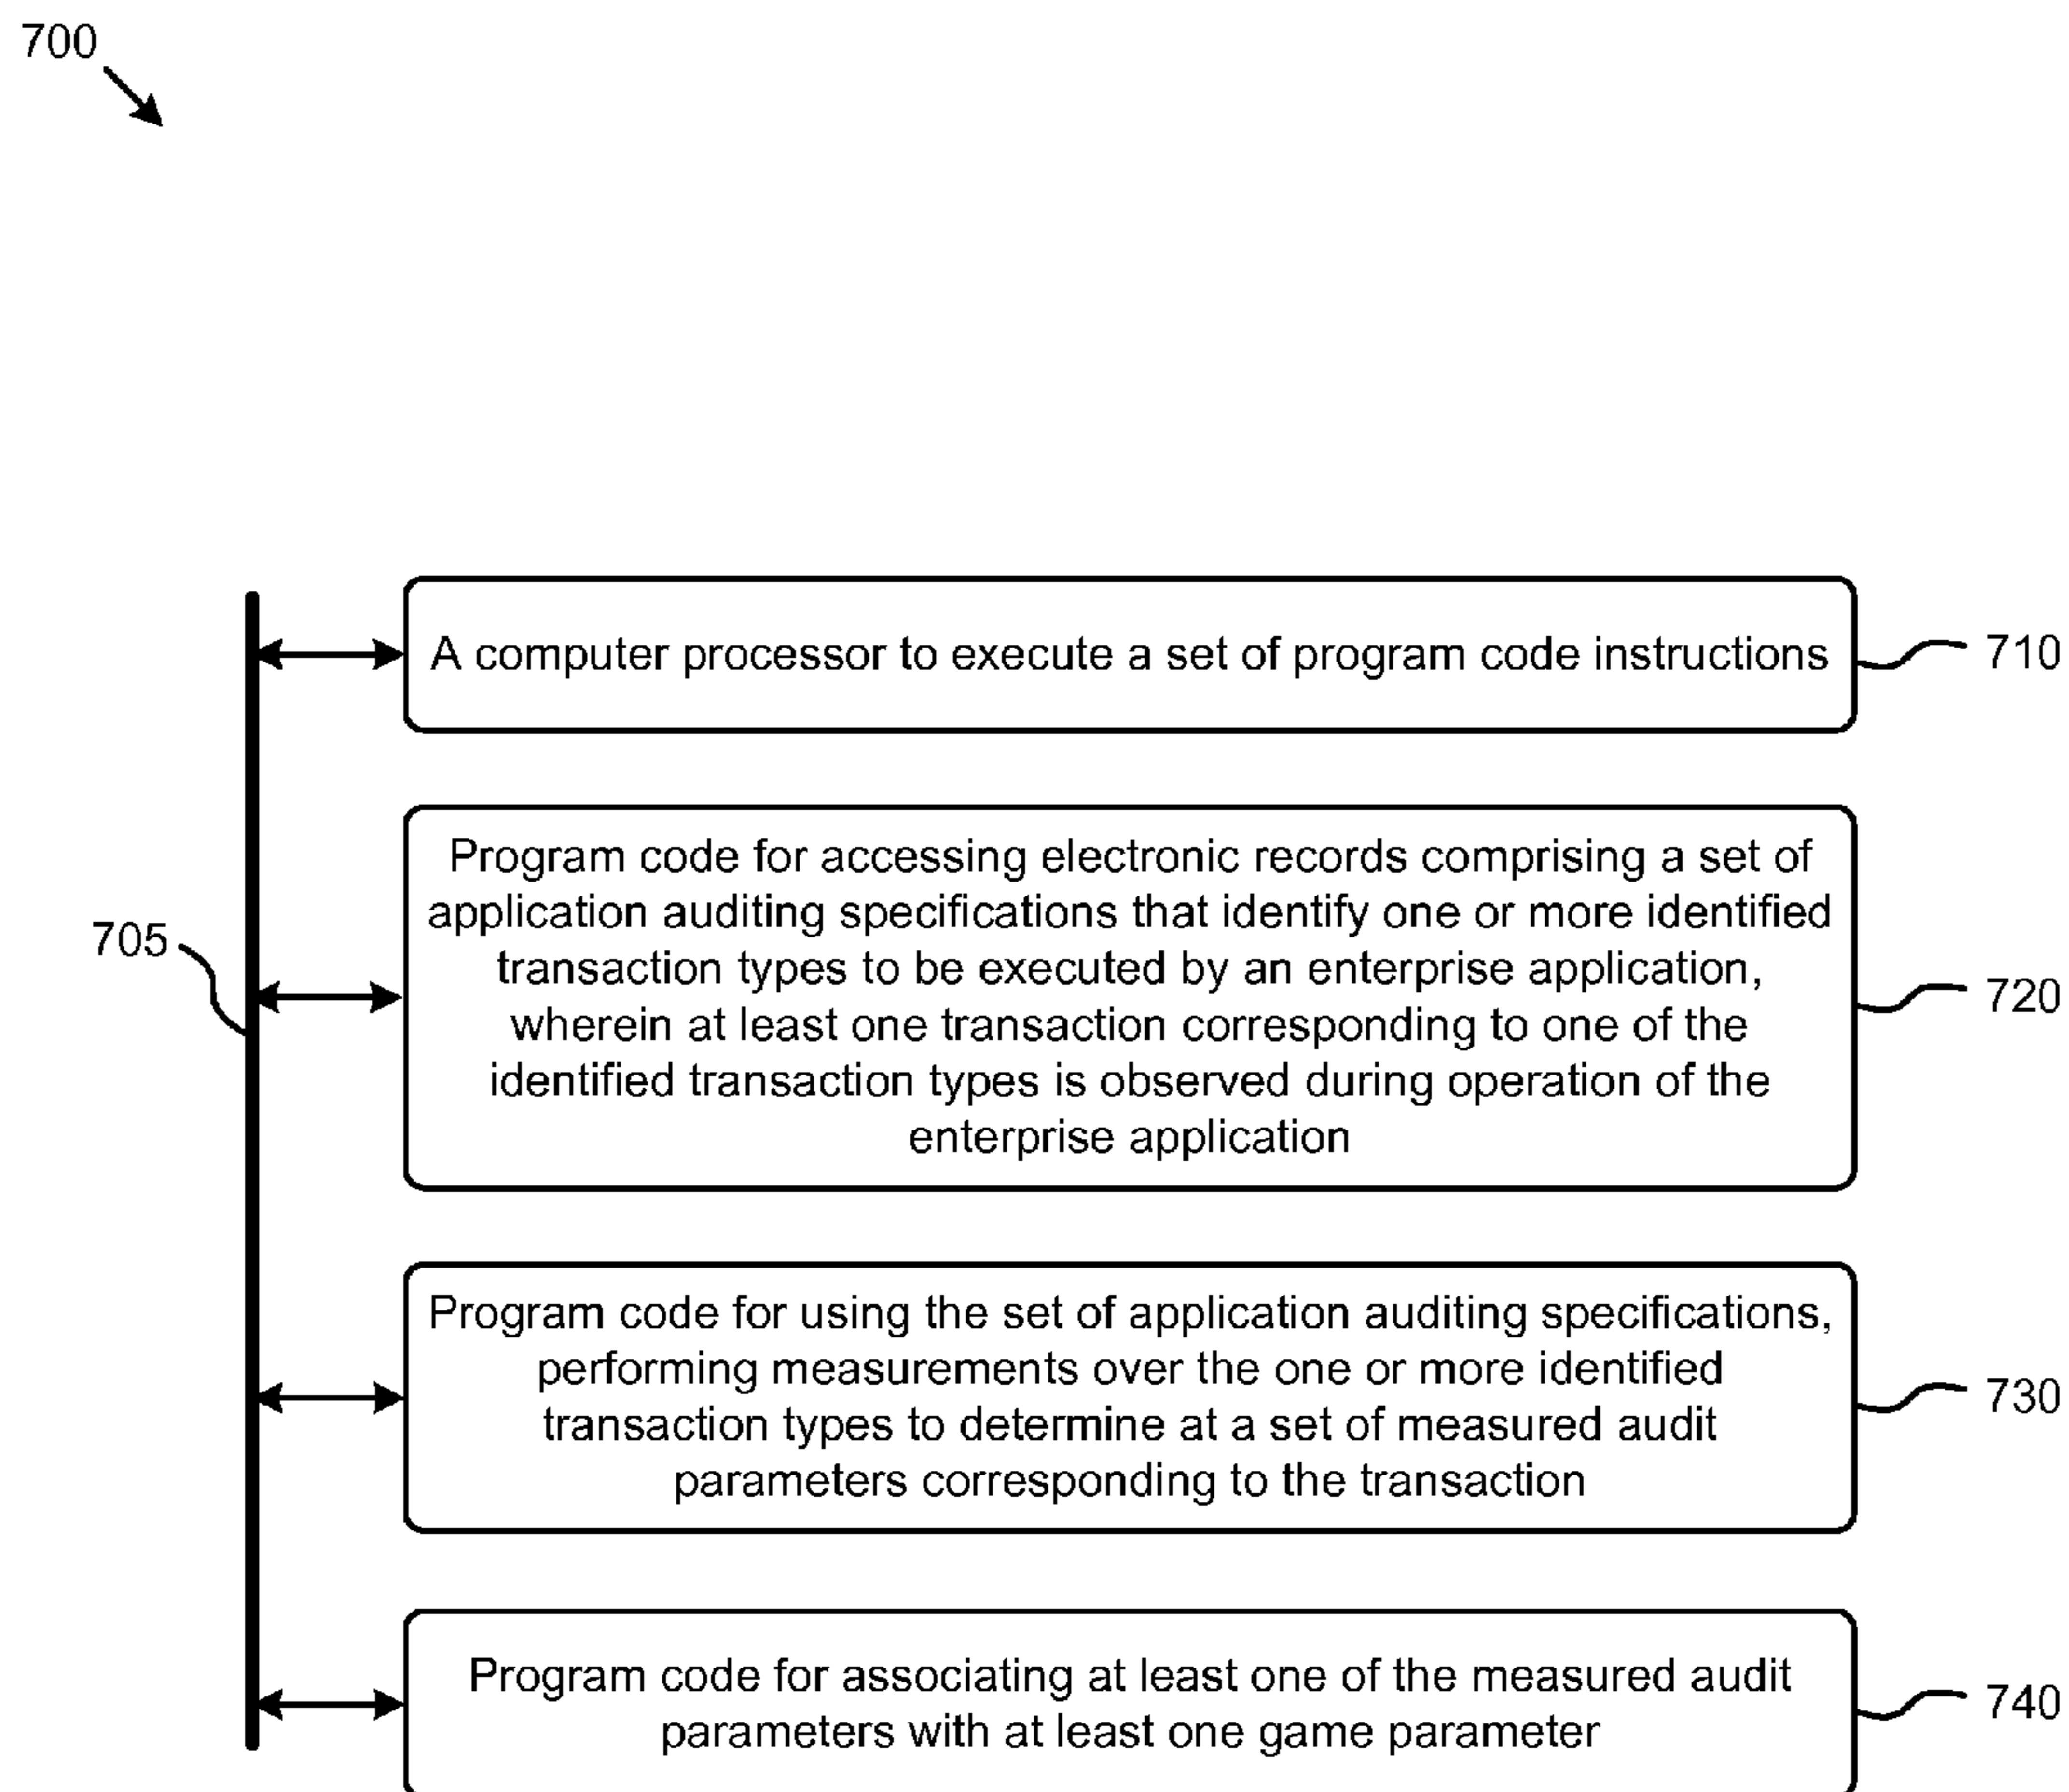 700
A computer processor to execute a set of program code instructions
710
Program code for accessing electronic records comprising a set of
application auditing specifications that identify one or more identified
transaction types to be executed by an enterprise application,
wherein at least one transaction corresponding to one of the
identified transaction types is observed during operation of the
enterprise application
705
720
Program code for using the set of application auditing specifications,
performing measurements over the one or more identified
transaction types to determine at a set of measured audit
parameters corresponding to the transaction
730
Program code for associating at least one of the measured audit
parameters with at least one game parameter
740